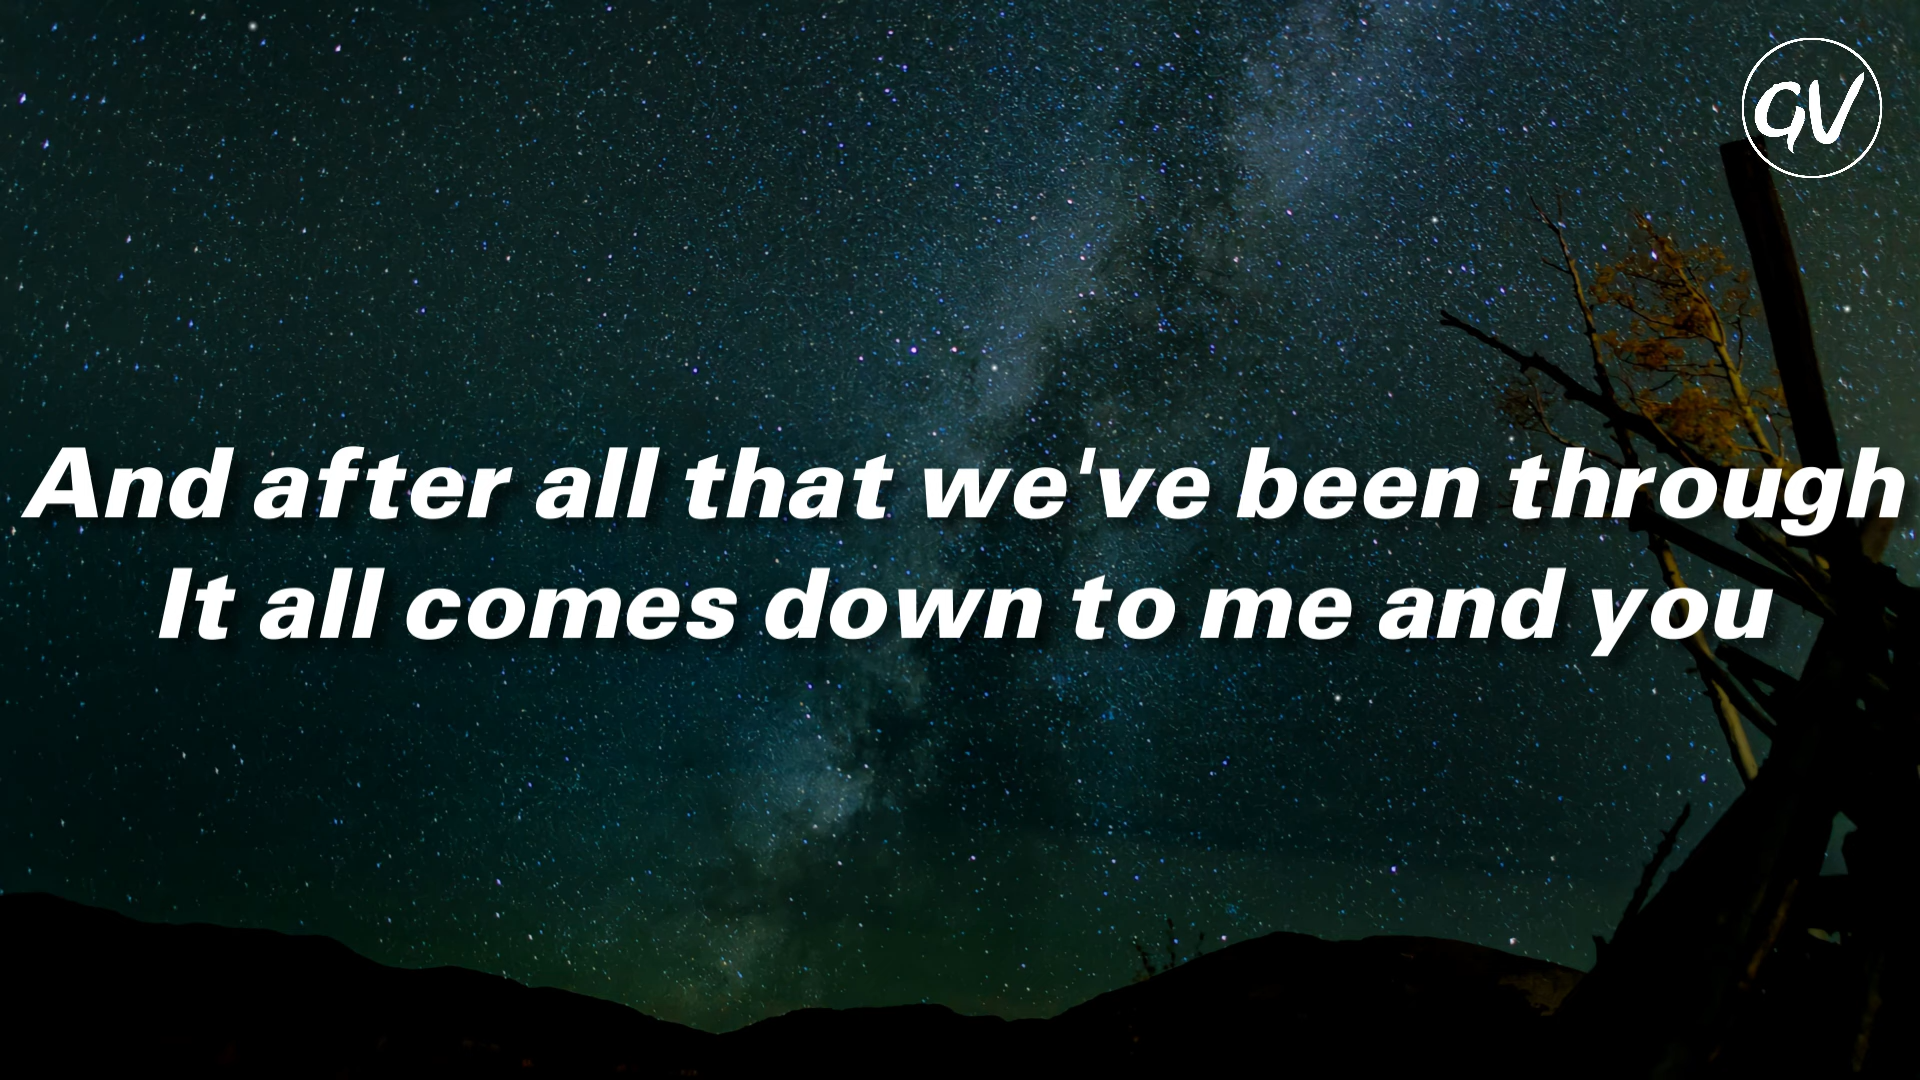 GV
And after all that we've been through
It all comes down to me and you